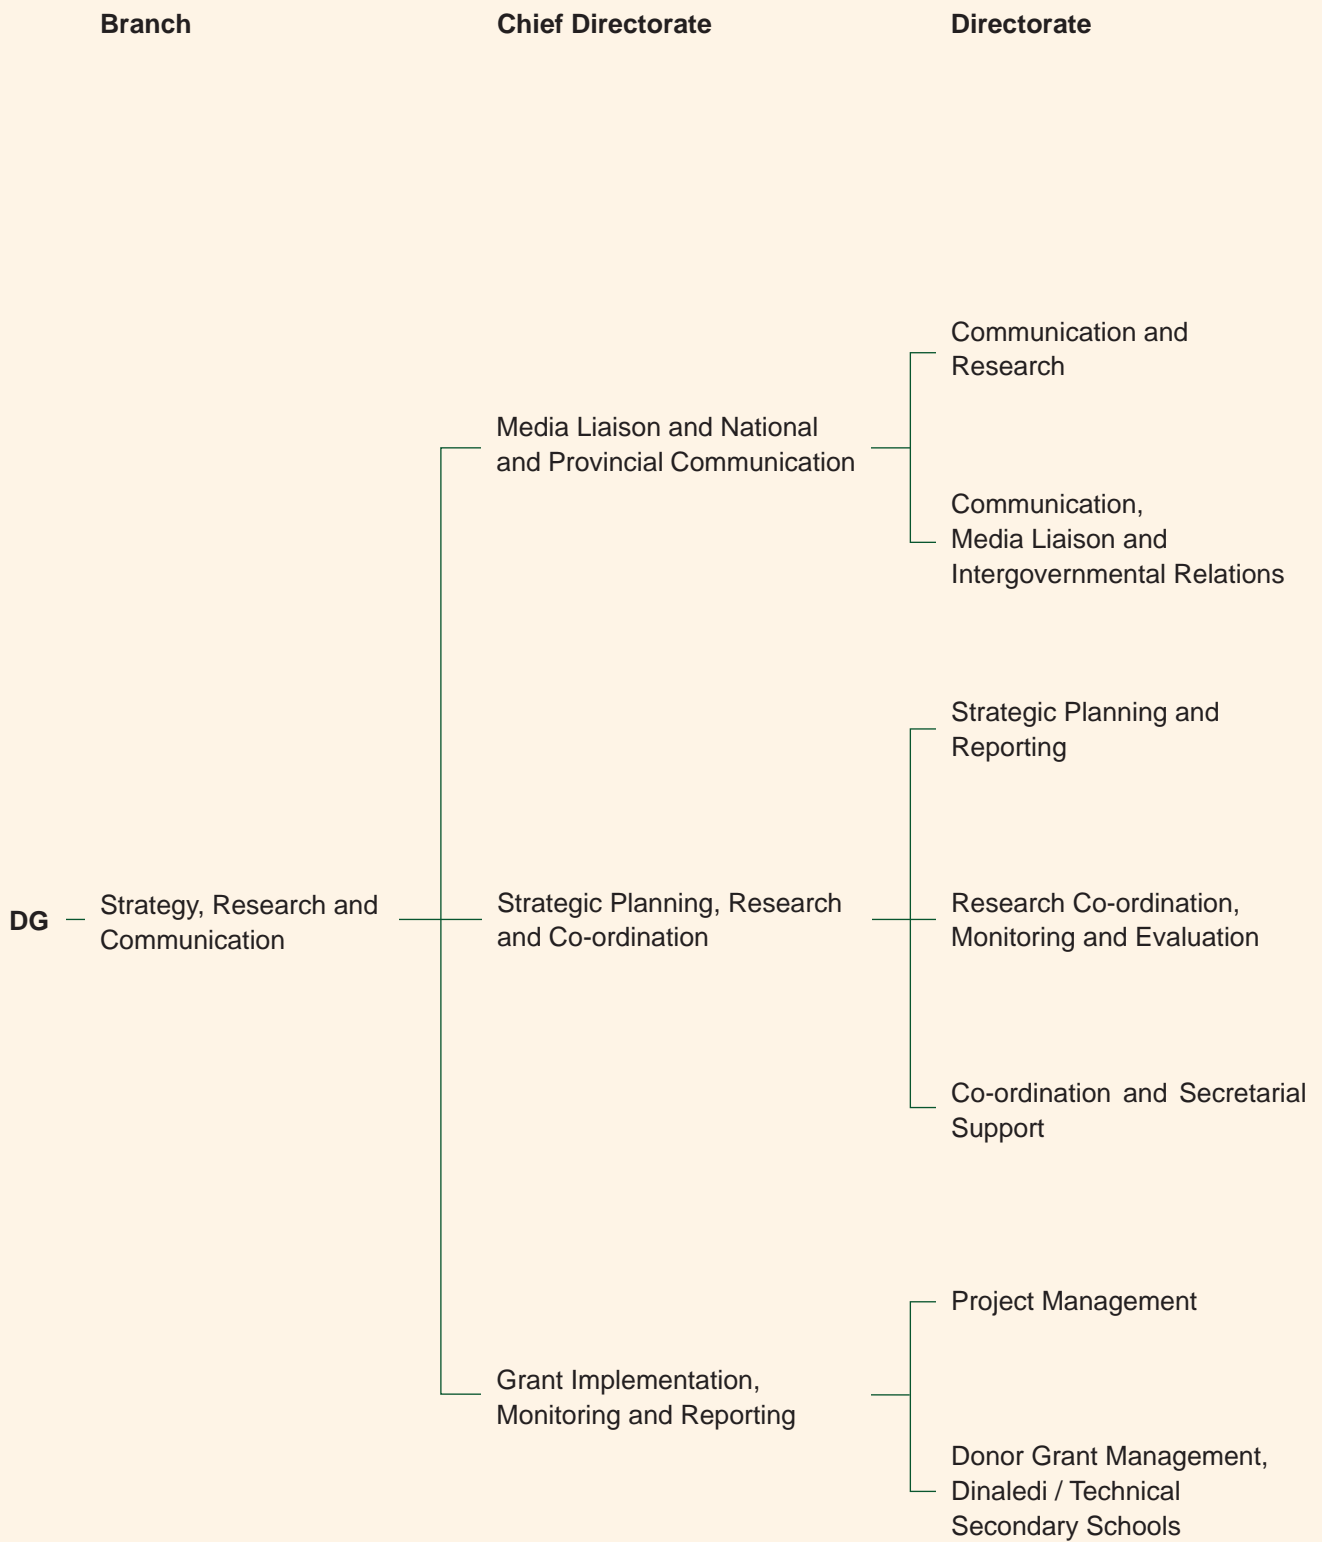 Branch
Chief Directorate
Directorate
Communication and
Research
Media Liaison and National
and Provincial Communication
Communication,
Media Liaison and
Intergovernmental Relations
Strategic Planning and
Reporting
DG
Strategy, Research and
Communication
Strategic Planning, Research
and Co-ordination
Research Co-ordination,
Monitoring and Evaluation
Co-ordination and Secretarial
Support
Project Management
Grant Implementation,
Monitoring and Reporting
Donor Grant Management,
Dinaledi / Technical
Secondary Schools